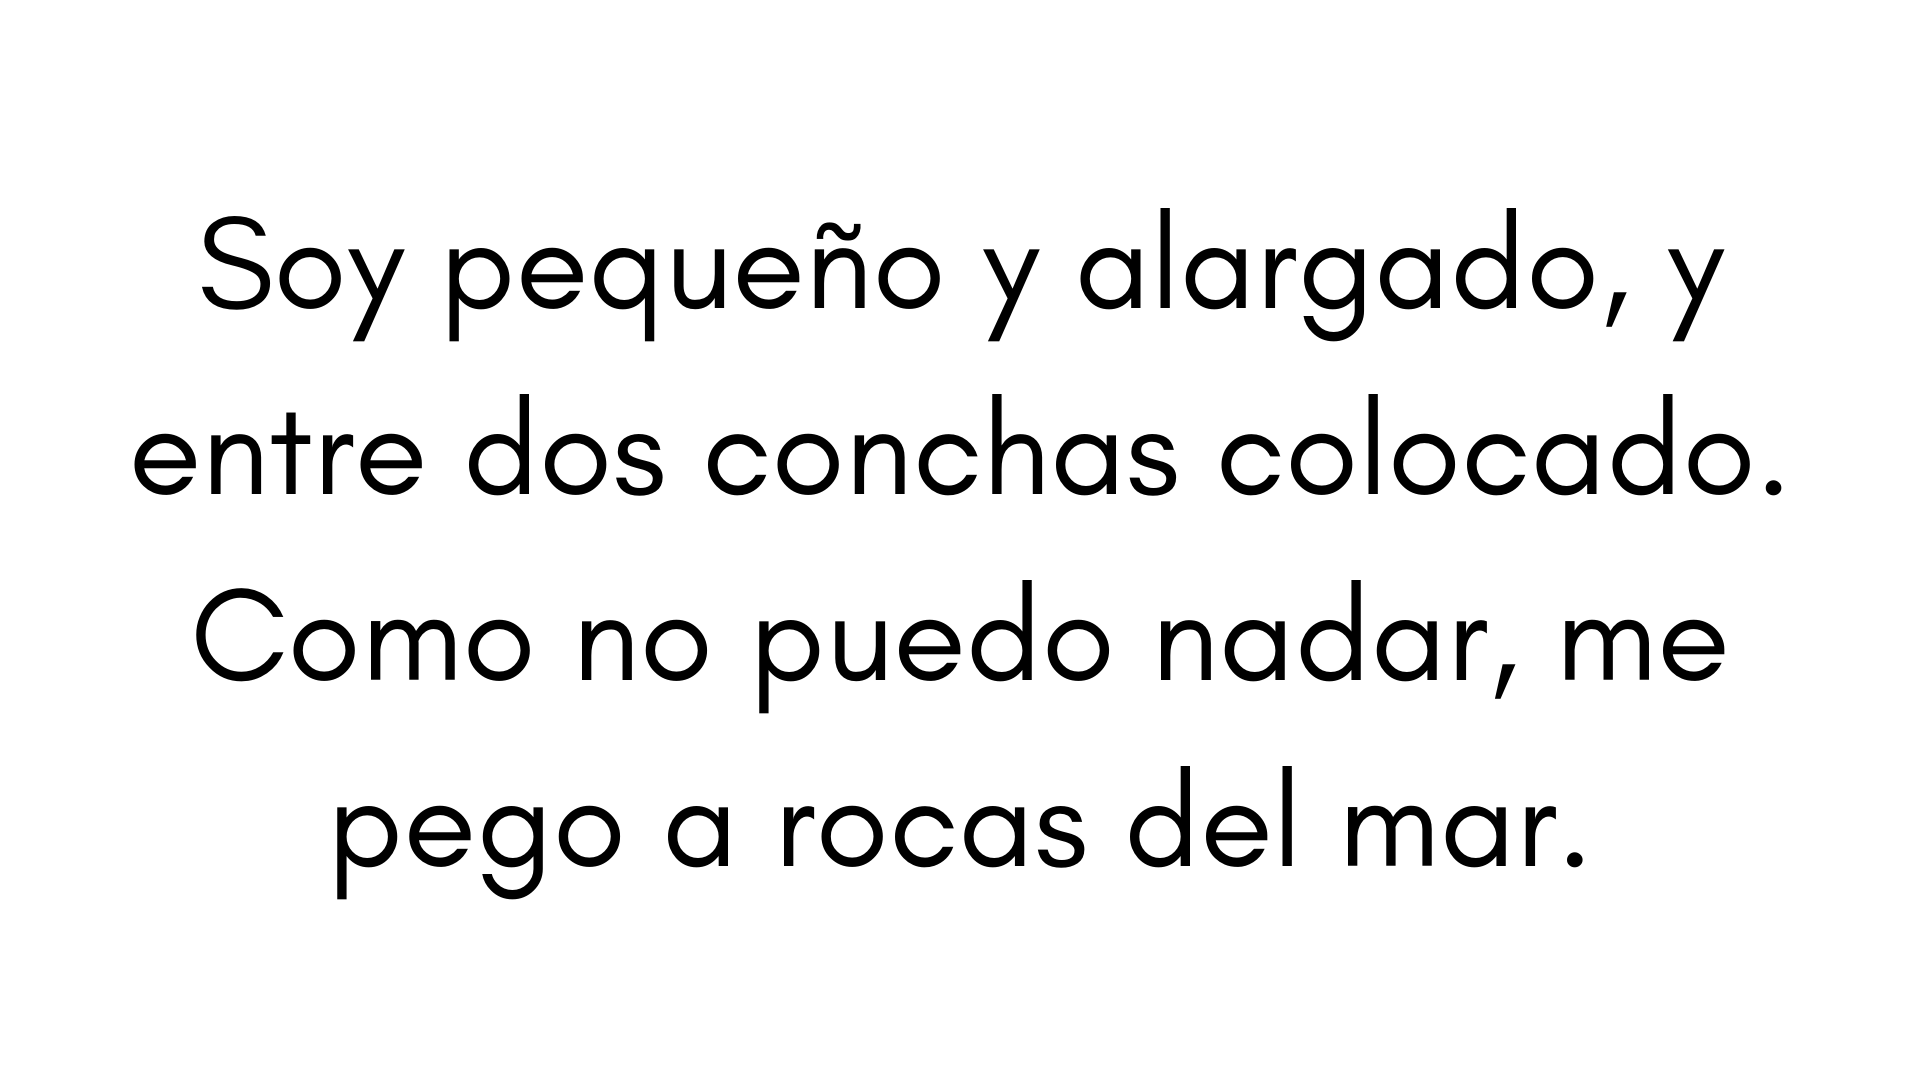 Soy pequeño y alargado, y
entre dos conchas colocado.
Como no puedo nadar, me
pego a rocas del mar.